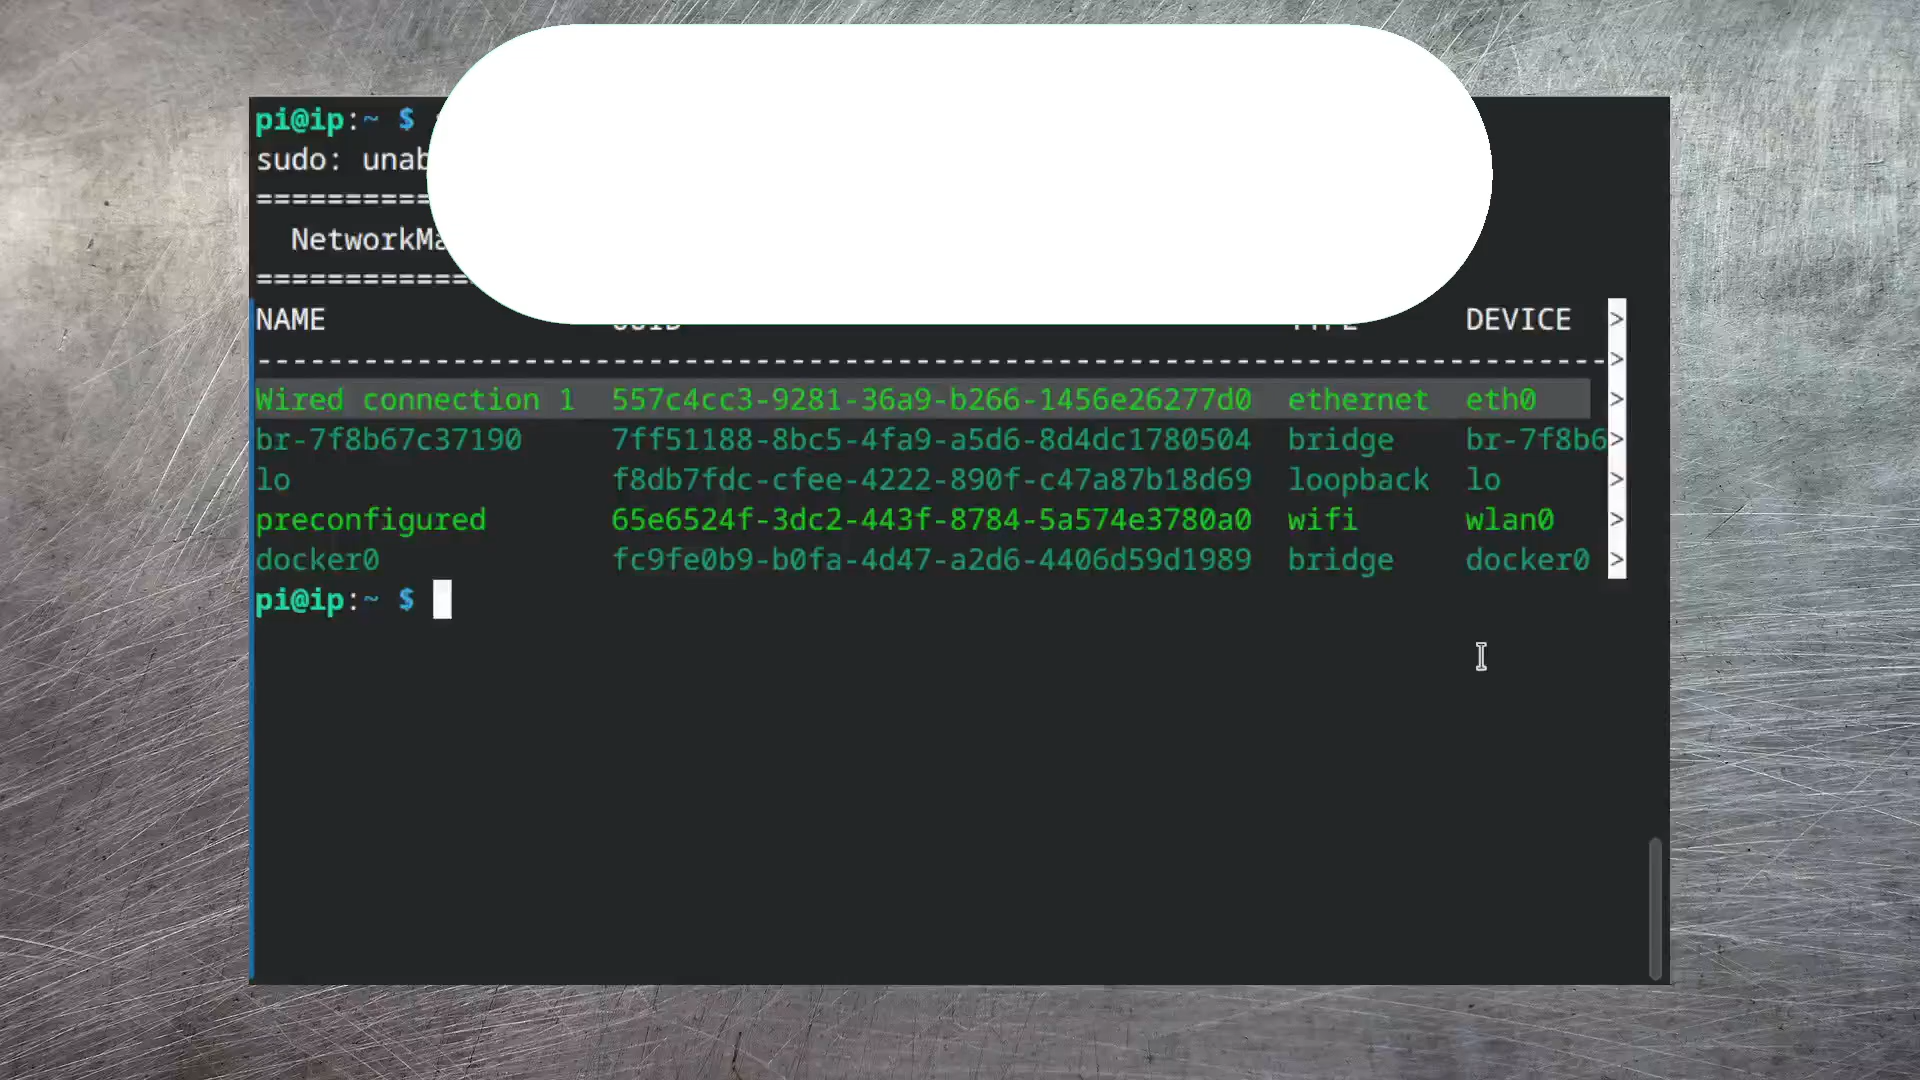 pi@ip:~ $
sudo:
==========
=============
NAME DEVICE >
>
Wired connection 1 557c4cc3-9281-36a9-b266-1456e26277d0 ethernet eth0 >
br-7f8b67c37190 7ff51188-8bc5-4fa9-a5d6-8d4dc1780504 bridge br-7f8b6>
lo f8db7fdc-cfee-4222-890f-c47a87b18d69 loopback lo >
preconfigured 65e6524f-3dc2-443f-8784-5a574e3780a0 wifi wlan0 >
docker0 fc9fe0b9-b0fa-4d47-a2d6-4406d59d1989 bridge docker0 >
pi@ip:~ $